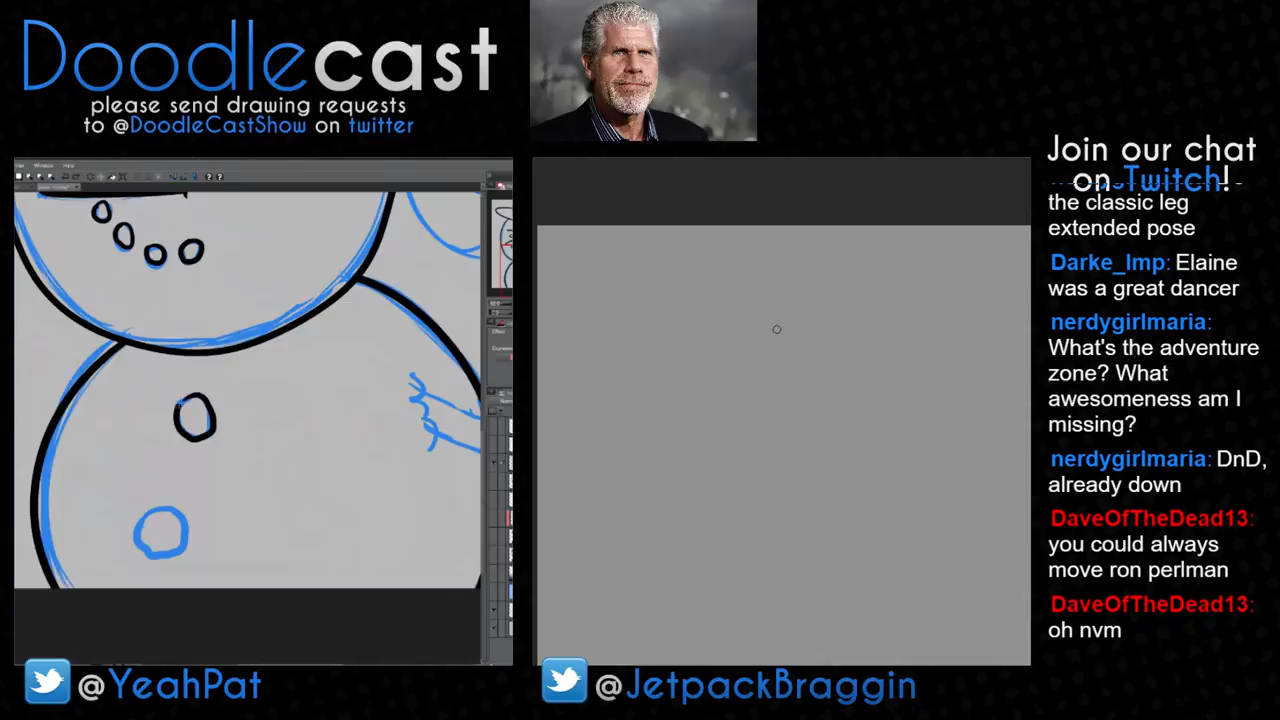 Doodlecast
please send drawing requests
to @DoodleCastShow on twitter
Window Help
Join our chat
on Twitch!
the classic leg
extended pose
Darke_Imp: Elaine
was a great dancer
nerdygirlmaria:
What's the adventure
zone? What
awesomeness am I
missing?
nerdygirlmaria: DnD,
already down
DaveOfTheDead13:
you could always
move ron perlman
DaveOfTheDead13:
oh nvm
@YeahPat
@JetpackBraggin